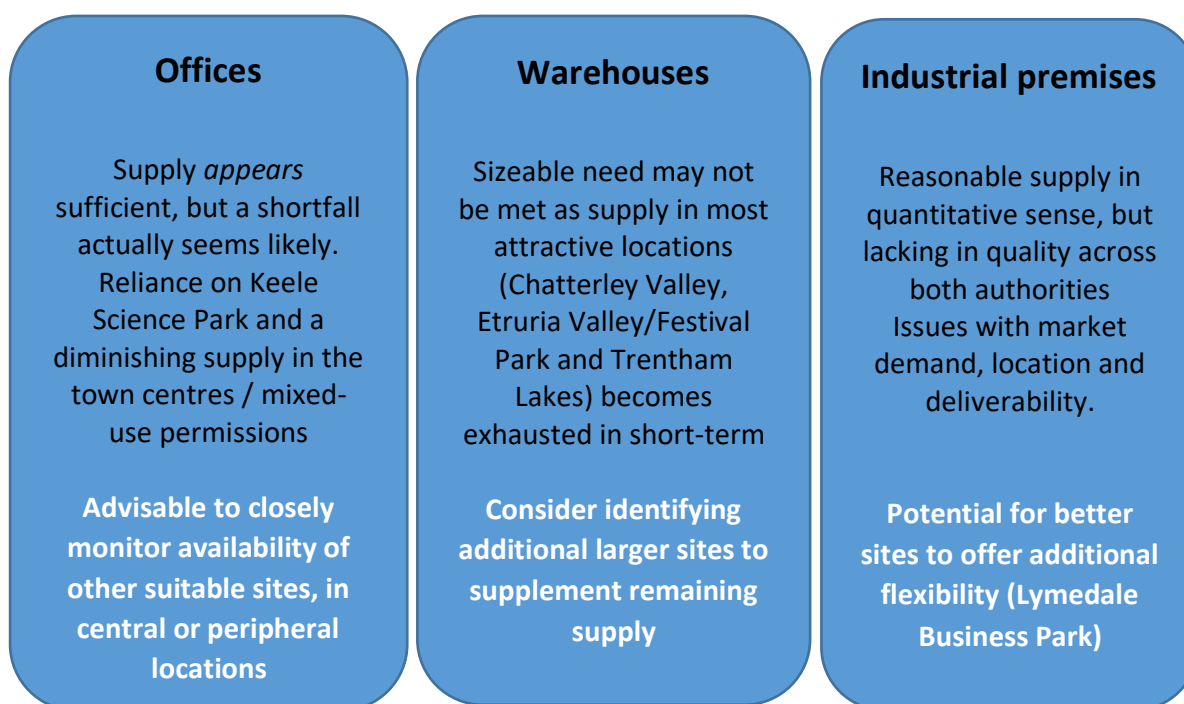 Offices
Supply appears
sufficient, but a shortfall
actually seems likely.
Reliance on Keele
Science Park and a
diminishing supply in the
town centres / mixed-
use permissions
Advisable to closely
monitor availability of
other suitable sites, in
central or peripheral
locations
Warehouses
Sizeable need may not
be met as supply in most
attractive locations
(Chatterley Valley,
Etruria Valley/Festival
Park and Trentham
Lakes) becomes
exhausted in short-term
Consider identifying
additional larger sites to
supplement remaining
supply
Industrial premises
Reasonable supply in
quantitative sense, but
lacking in quality across
both authorities
Issues with market
demand, location and
deliverability.
Potential for better
sites to offer additional
flexibility (Lymedale
Business Park)